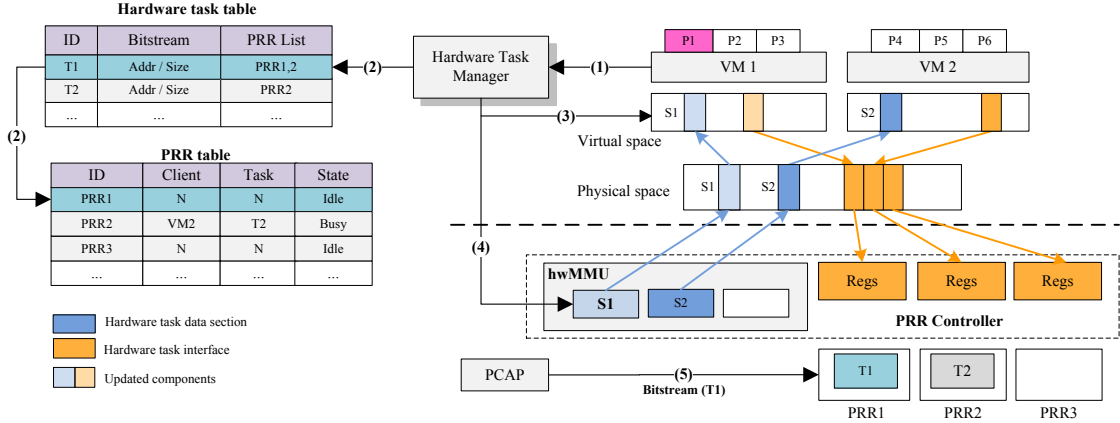 Hardware task table
ID Bitstream PRR List
T1 Addr / Size PRR1,2
T2 Addr / Size PRR2
... ... ...
(2)
PRR table
ID Client Task State
PRR1 N N Idle
PRR2 VM2 T2 Busy
PRR3 N N Idle
... ... ... ...
Hardware task data section
Hardware task interface
Updated components
(2)
Hardware Task
Manager
(1)
P1 P2 P3
VM 1
P4 P5 P6
VM 2
(3)
S1
S2
Virtual space
Physical space
S1
S2
(4)
hwMMU
S1
S2
Regs
Regs
Regs
PRR Controller
PCAP
(5)
Bitstream (T1)
T1
T2
PRR1
PRR2
PRR3